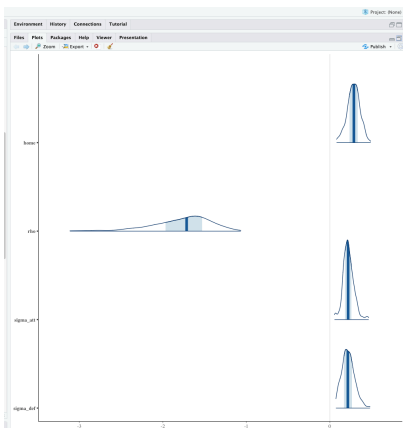 Project: (None)
Environment History Connections Tutorial
Files Plots Packages Help Viewer Presentation
Zoom Export Publish
home
rho
sigma_att
sigma_def
-3 -2 -1 0